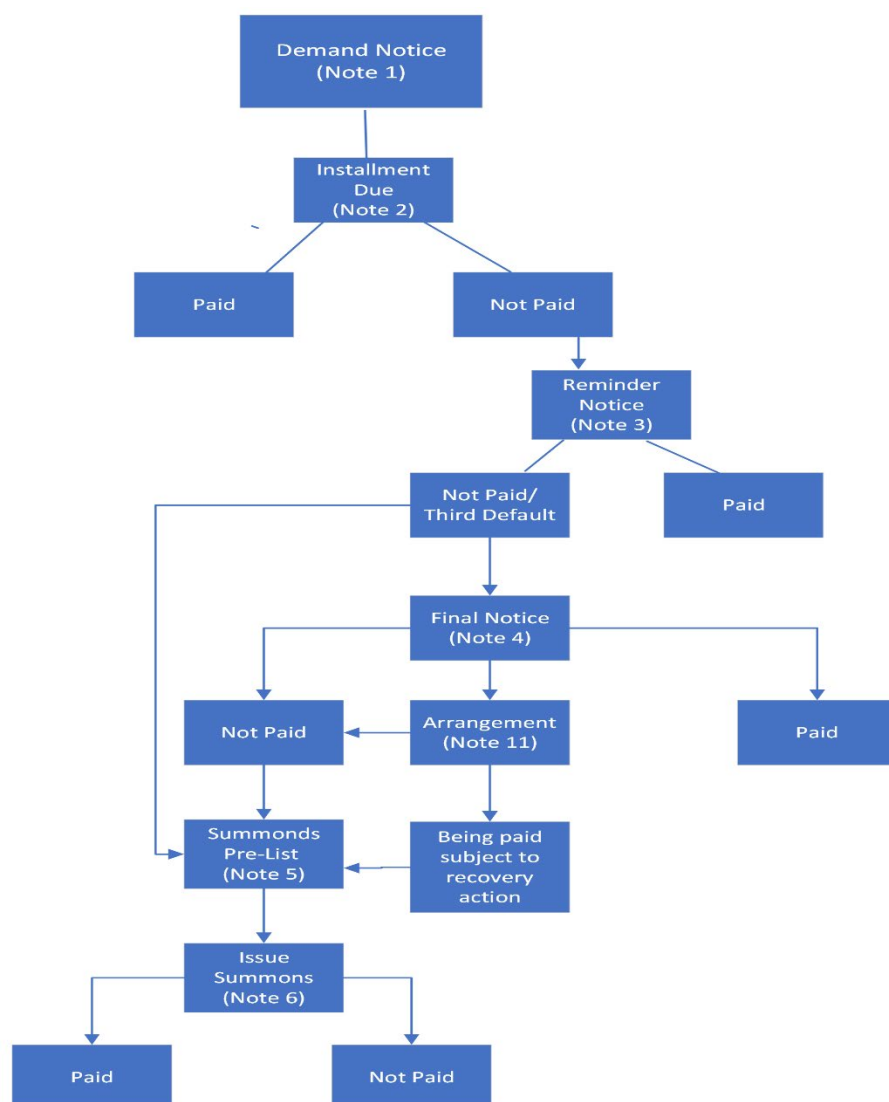 Demand Notice
(Note 1)
Installment
Due
(Note 2)
Paid
Not Paid
Reminder
Notice
(Note 3)
Not Paid/
Third Default
Paid
Final Notice
(Note 4)
Not Paid
Arrangement
(Note 11)
Paid
Summonds
Pre-List
(Note 5)
Being paid
subject to
recovery
action
Issue
Summons
(Note 6)
Paid
Not Paid